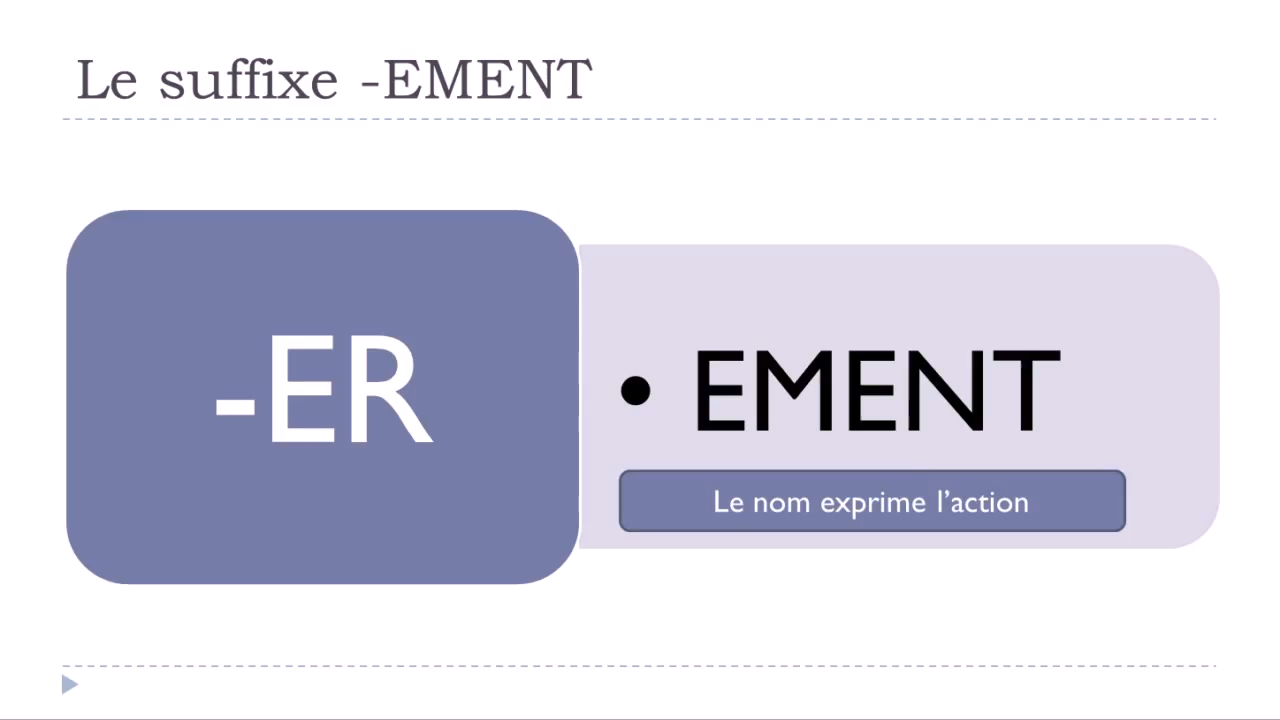 Le suffixe -EMENT
-ER
• EMENT
Le nom exprime l’action